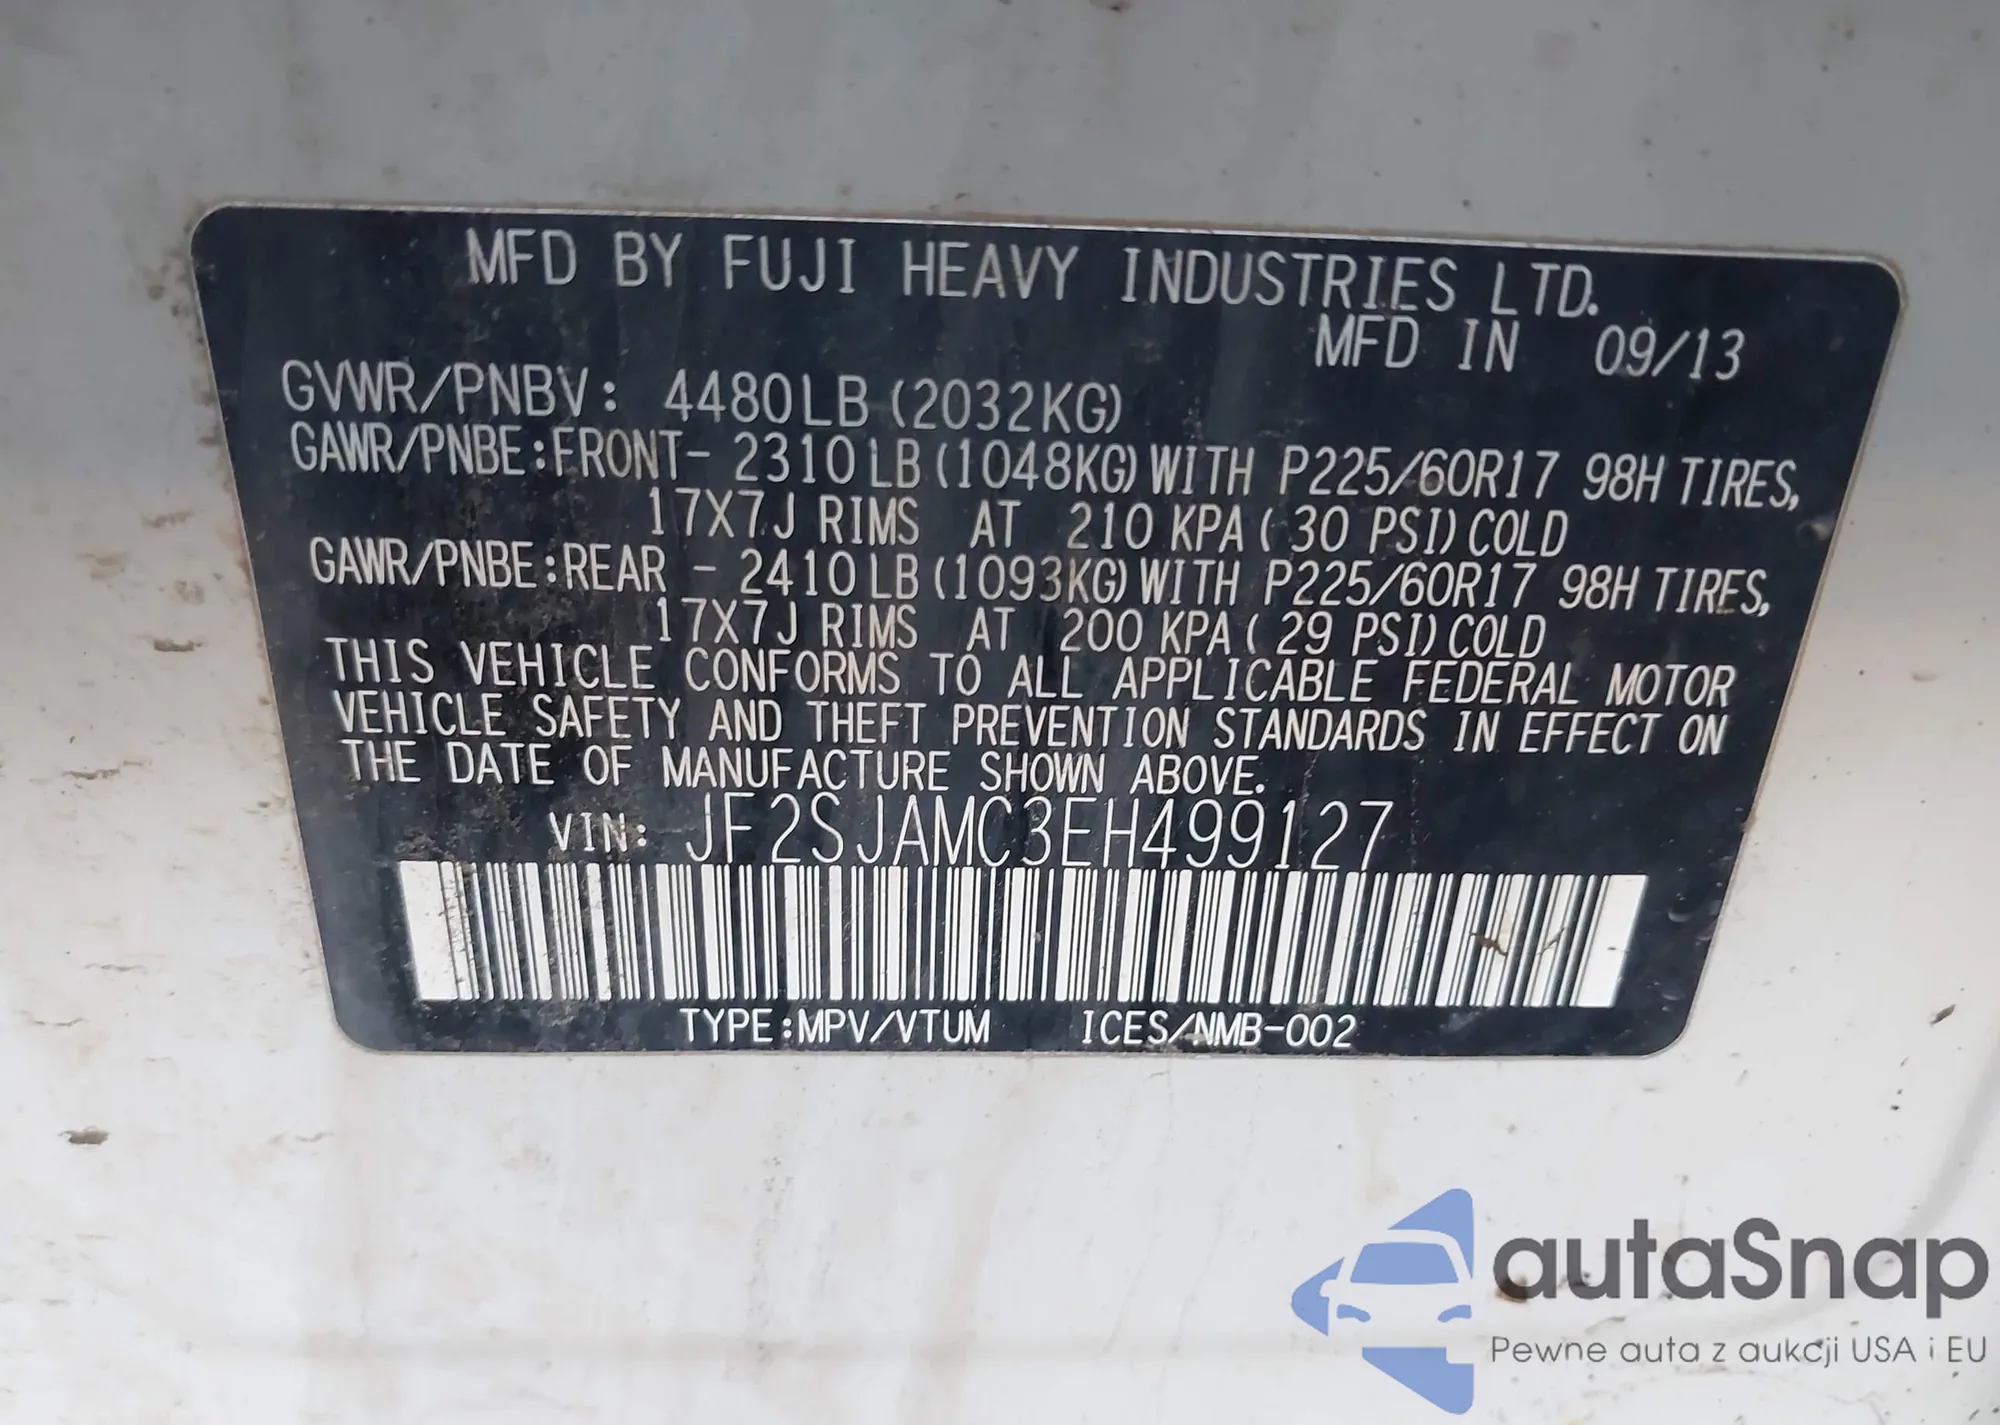 MFD BY FUJI HEAVY INDUSTRIES LTD.
MFD IN 09/13
GVWR/PNBV: 4480LB (2032KG)
GAWR/PNBE:FRONT- 2310LB (1048KG) WITH P225/60R17 98H TIRES,
17X7J RIMS AT 210 KPA ( 30 PSI) COLD
GAWR/PNBE:REAR - 2410LB (1093KG) WITH P225/60R17 98H TIRES,
17X7J RIMS AT 200 KPA ( 29 PSI) COLD
THIS VEHICLE CONFORMS TO ALL APPLICABLE FEDERAL MOTOR
VEHICLE SAFETY AND THEFT PREVENTION STANDARDS IN EFFECT ON
THE DATE OF MANUFACTURE SHOWN ABOVE.
VIN: JF2SJAMC3EH499127
TYPE:MPV/VTUM ICES/NMB-002
autaSnap
Pewne auta z aukcji USA i EU